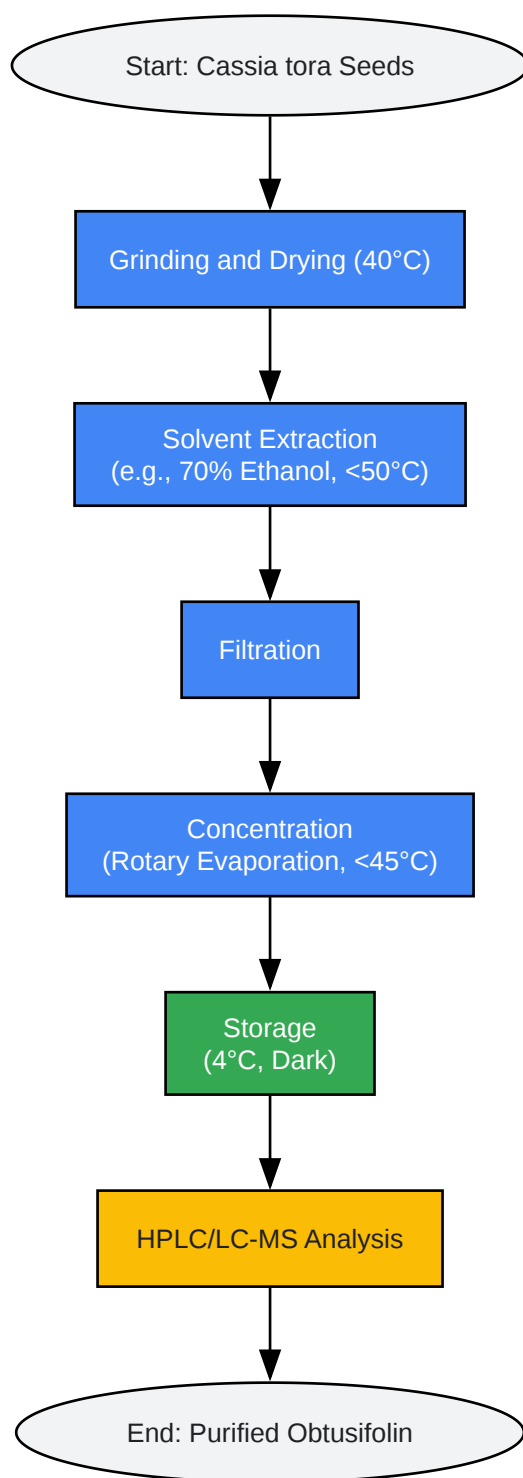 Start: Cassia tora Seeds
Grinding and Drying (40°C)
Solvent Extraction
(e.g., 70% Ethanol, <50°C)
Filtration
Concentration
(Rotary Evaporation, <45°C)
Storage
(4°C, Dark)
HPLC/LC-MS Analysis
End: Purified Obtusifolin